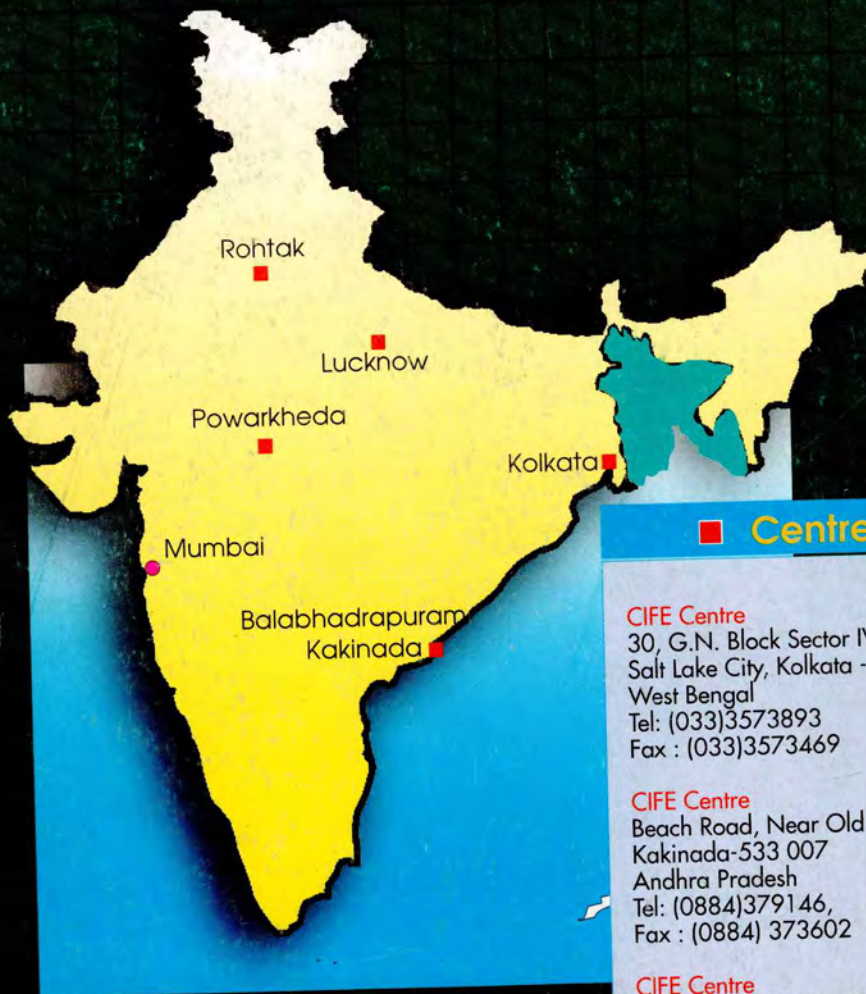 Rohtak
Lucknow
Powarkheda
Kolkata
Mumbai
Balabhadrapuram
Kakinada
Centre
CIFE Centre
30, G.N. Block Sector IV
Salt Lake City, Kolkata -
West Bengal
Tel: (033)3573893
Fax : (033)3573469
CIFE Centre
Beach Road, Near Old
Kakinada-533 007
Andhra Pradesh
Tel: (0884)379146,
Fax : (0884) 373602
CIFE Centre